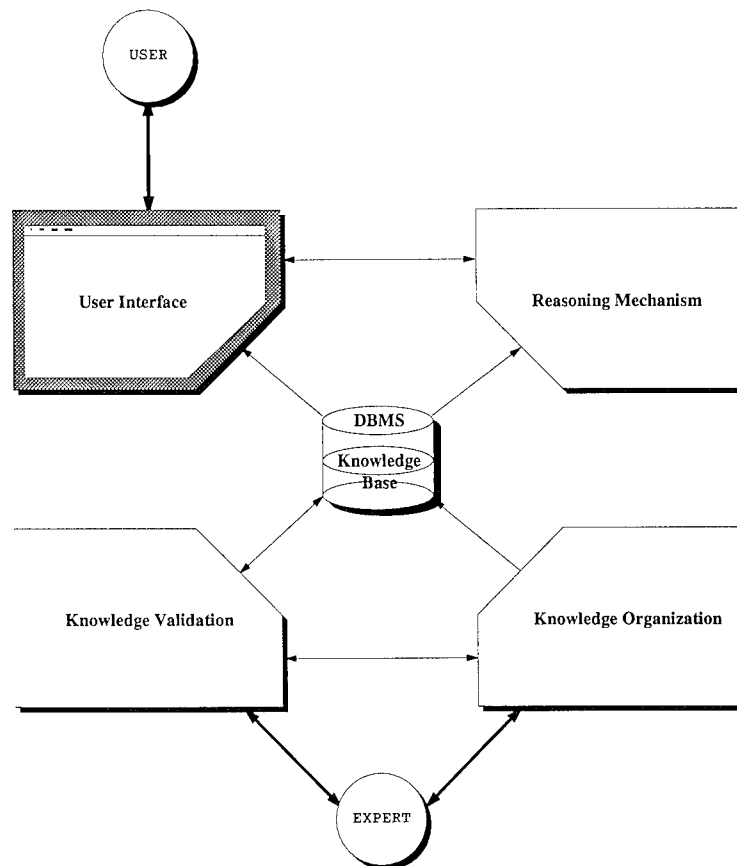 USER
User Interface
Reasoning Mechanism
DBMS
Knowledge
Base
Knowledge Validation
Knowledge Organization
EXPERT